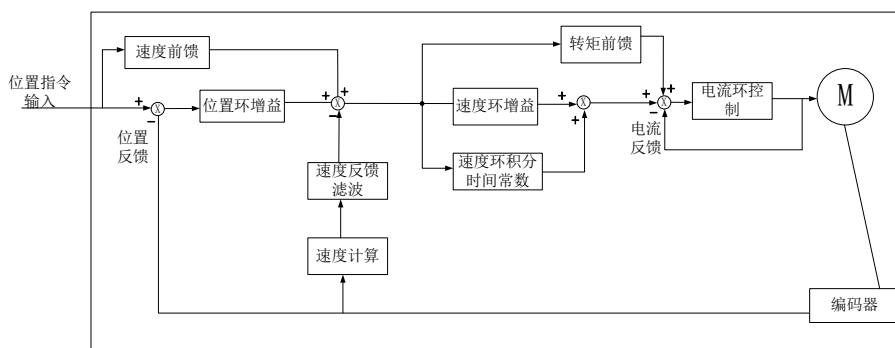 速度前馈
转矩前馈
位置指令
输入
+
−
位置环增益
+
+
−
速度环增益
+
+
+
+
−
电流环控
制
M
位置
反馈
电流
反馈
速度反馈
滤波
速度环积分
时间常数
速度计算
编码器